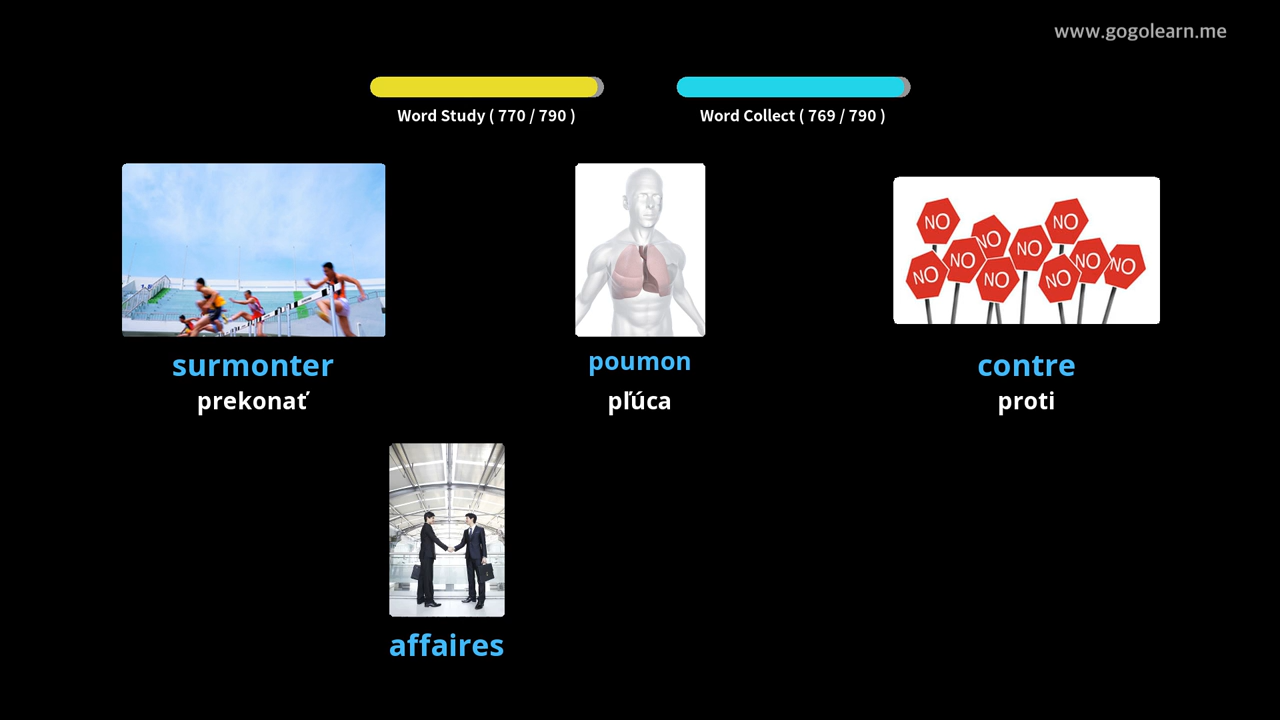 www.gogolearn.me
Word Study ( 770 / 790 )
Word Collect ( 769 / 790 )
NO
NO
NO
NO
NO
NO
NO
NO
NO
NO
surmonter
poumon
contre
prekonať
pľúca
proti
affaires